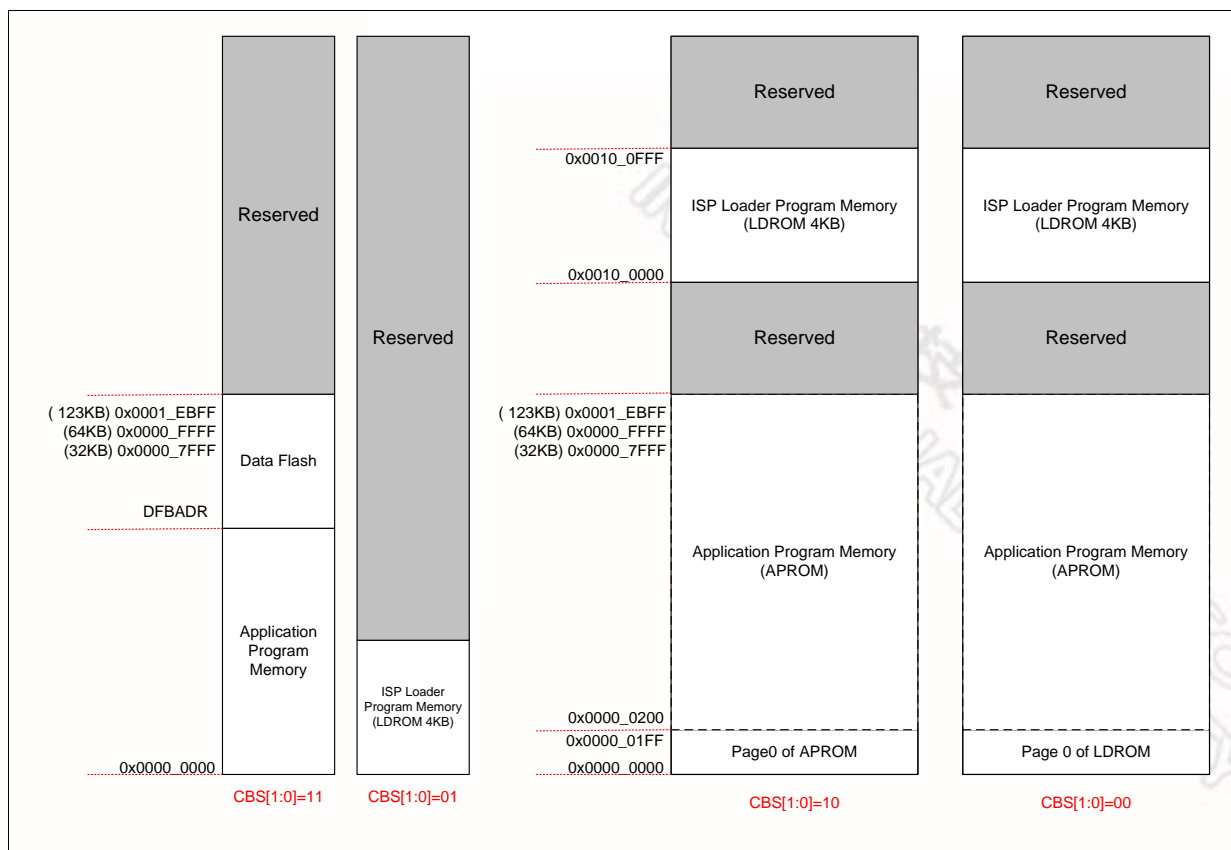 Reserved
Data Flash
Application
Program
Memory
( 123KB) 0x0001_EBFF
(64KB) 0x0000_FFFF
(32KB) 0x0000_7FFF
DFBADR
0x0000_0000
CBS[1:0]=11
Reserved
ISP Loader
Program Memory
(LDROM 4KB)
CBS[1:0]=01
0x0010_0FFF
0x0010_0000
( 123KB) 0x0001_EBFF
(64KB) 0x0000_FFFF
(32KB) 0x0000_7FFF
0x0000_0200
0x0000_01FF
0x0000_0000
Reserved
ISP Loader Program Memory
(LDROM 4KB)
Reserved
Application Program Memory
(APROM)
Page0 of APROM
CBS[1:0]=10
Reserved
ISP Loader Program Memory
(LDROM 4KB)
Reserved
Application Program Memory
(APROM)
Page 0 of LDROM
CBS[1:0]=00